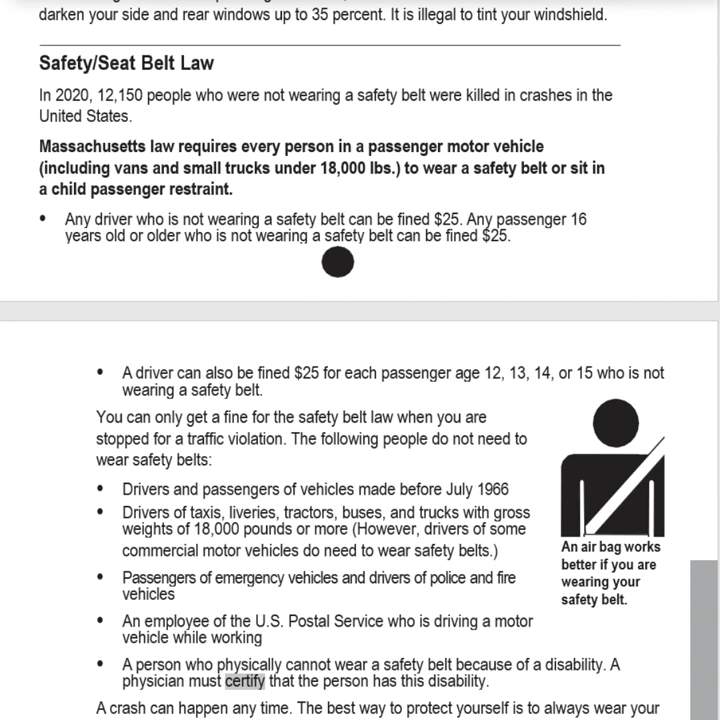 darken your side and rear windows up to 35 percent. It is illegal to tint your windshield.
Safety/Seat Belt Law
In 2020, 12,150 people who were not wearing a safety belt were killed in crashes in the
United States.
Massachusetts law requires every person in a passenger motor vehicle
(including vans and small trucks under 18,000 lbs.) to wear a safety belt or sit in
a child passenger restraint.
• Any driver who is not wearing a safety belt can be fined $25. Any passenger 16
years old or older who is not wearing a safety belt can be fined $25.
• A driver can also be fined $25 for each passenger age 12, 13, 14, or 15 who is not
wearing a safety belt.
You can only get a fine for the safety belt law when you are
stopped for a traffic violation. The following people do not need to
wear safety belts:
• Drivers and passengers of vehicles made before July 1966
• Drivers of taxis, liveries, tractors, buses, and trucks with gross
weights of 18,000 pounds or more (However, drivers of some
commercial motor vehicles do need to wear safety belts.)
• Passengers of emergency vehicles and drivers of police and fire
vehicles
• An employee of the U.S. Postal Service who is driving a motor
vehicle while working
• A person who physically cannot wear a safety belt because of a disability. A
physician must certify that the person has this disability.
An air bag works
better if you are
wearing your
safety belt.
A crash can happen any time. The best way to protect yourself is to always wear your